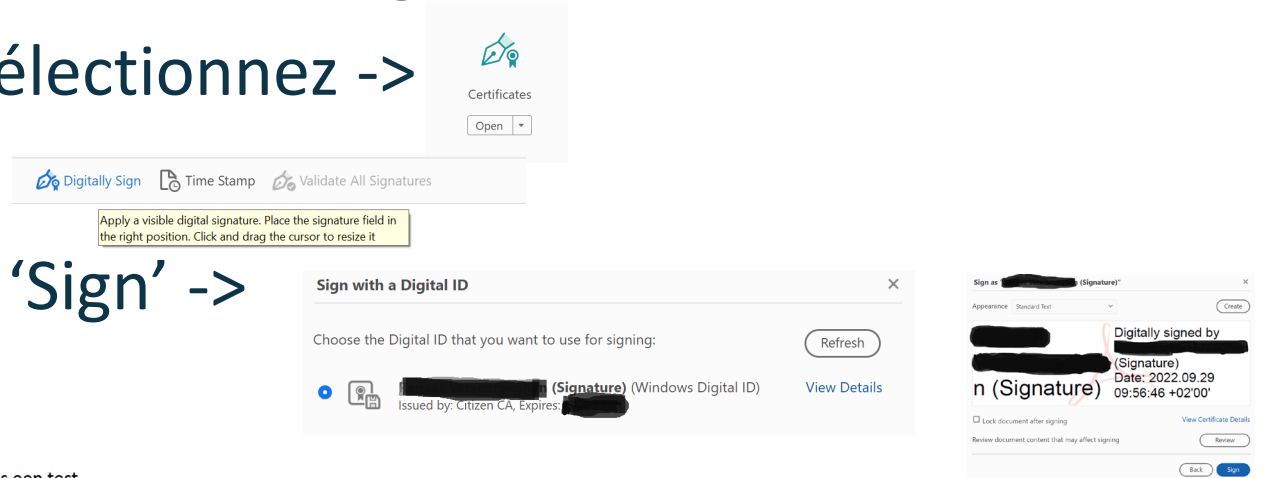 électionnez ->
Certificates
Open
Digitally Sign Time Stamp Validate All Signatures
Apply a visible digital signature. Place the signature field in
the right position. Click and drag the cursor to resize it
‘Sign’ ->
Sign with a Digital ID
Choose the Digital ID that you want to use for signing:
Refresh
(Signature) (Windows Digital ID)
View Details
Issued by: Citizen CA, Expires:
Sign as (Signature)"
Appearance Standard Text
Create
Digitally signed by
(Signature)
Date: 2022.09.29
09:56:46 +02'00'
n (Signature)
Lock document after signing
View Certificate Details
Review document content that may affect signing
Review
Back Sign
test